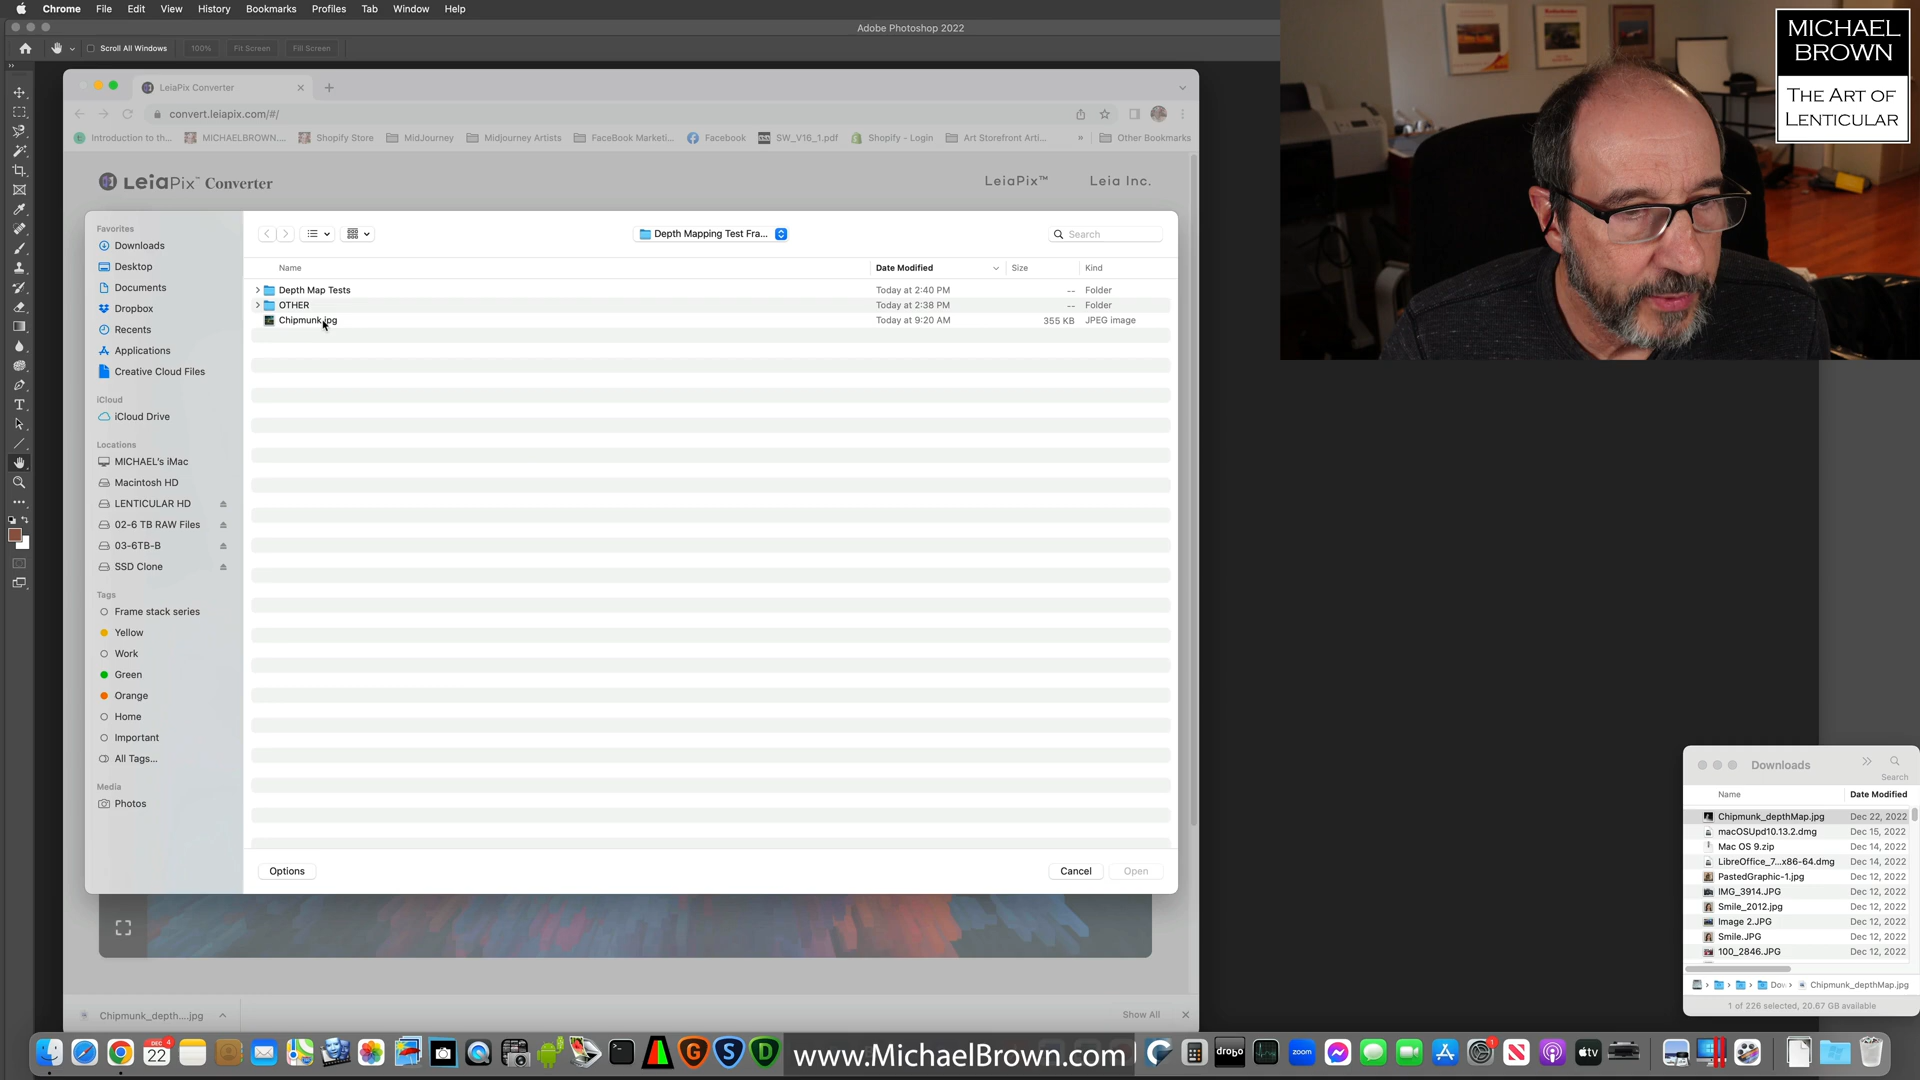 Chrome File Edit View History Bookmarks Profiles Tab Window Help
Adobe Photoshop 2022
Scroll All Windows 100% Fit Screen Fill Screen
LeiaPix Converter
convert.leiapix.com/#/
Introduction to th... MICHAELBROWN.... Shopify Store MidJourney Midjourney Artists FaceBook Marketi... Facebook SW_V16_1.pdf Shopify - Login Art Storefront Arti... » Other Bookmarks
LeiaPix™ Converter LeiaPix™ Leia Inc.
MICHAEL
BROWN
THE ART OF
LENTICULAR
Favorites
Downloads
Desktop
Documents
Dropbox
Recents
Applications
Creative Cloud Files
iCloud
iCloud Drive
Locations
MICHAEL's iMac
Macintosh HD
LENTICULAR HD
02-6 TB RAW Files
03-6TB-B
SSD Clone
Tags
Frame stack series
Yellow
Work
Green
Orange
Home
Important
All Tags...
Media
Photos
Depth Mapping Test Fra... Search
Name Date Modified Size Kind
Depth Map Tests Today at 2:40 PM -- Folder
OTHER Today at 2:38 PM -- Folder
Chipmunk.jpg Today at 9:20 AM 355 KB JPEG image
Options Cancel Open
Downloads
Search
Name Date Modified
Chipmunk_depthMap.jpg Dec 22, 2022
macOSUpd10.13.2.dmg Dec 15, 2022
Mac OS 9.zip Dec 14, 2022
LibreOffice_7...x86-64.dmg Dec 14, 2022
PastedGraphic-1.jpg Dec 12, 2022
IMG_3914.JPG Dec 12, 2022
Smile_2012.jpg Dec 12, 2022
Image 2.JPG Dec 12, 2022
Smile.JPG Dec 12, 2022
100_2846.JPG Dec 12, 2022
Dow Chipmunk_depthMap.jpg
1 of 226 selected, 20.67 GB available
Chipmunk_depth....jpg Show All
DEC 4
22
www.MichaelBrown.com
drobo
zoom
1
tv